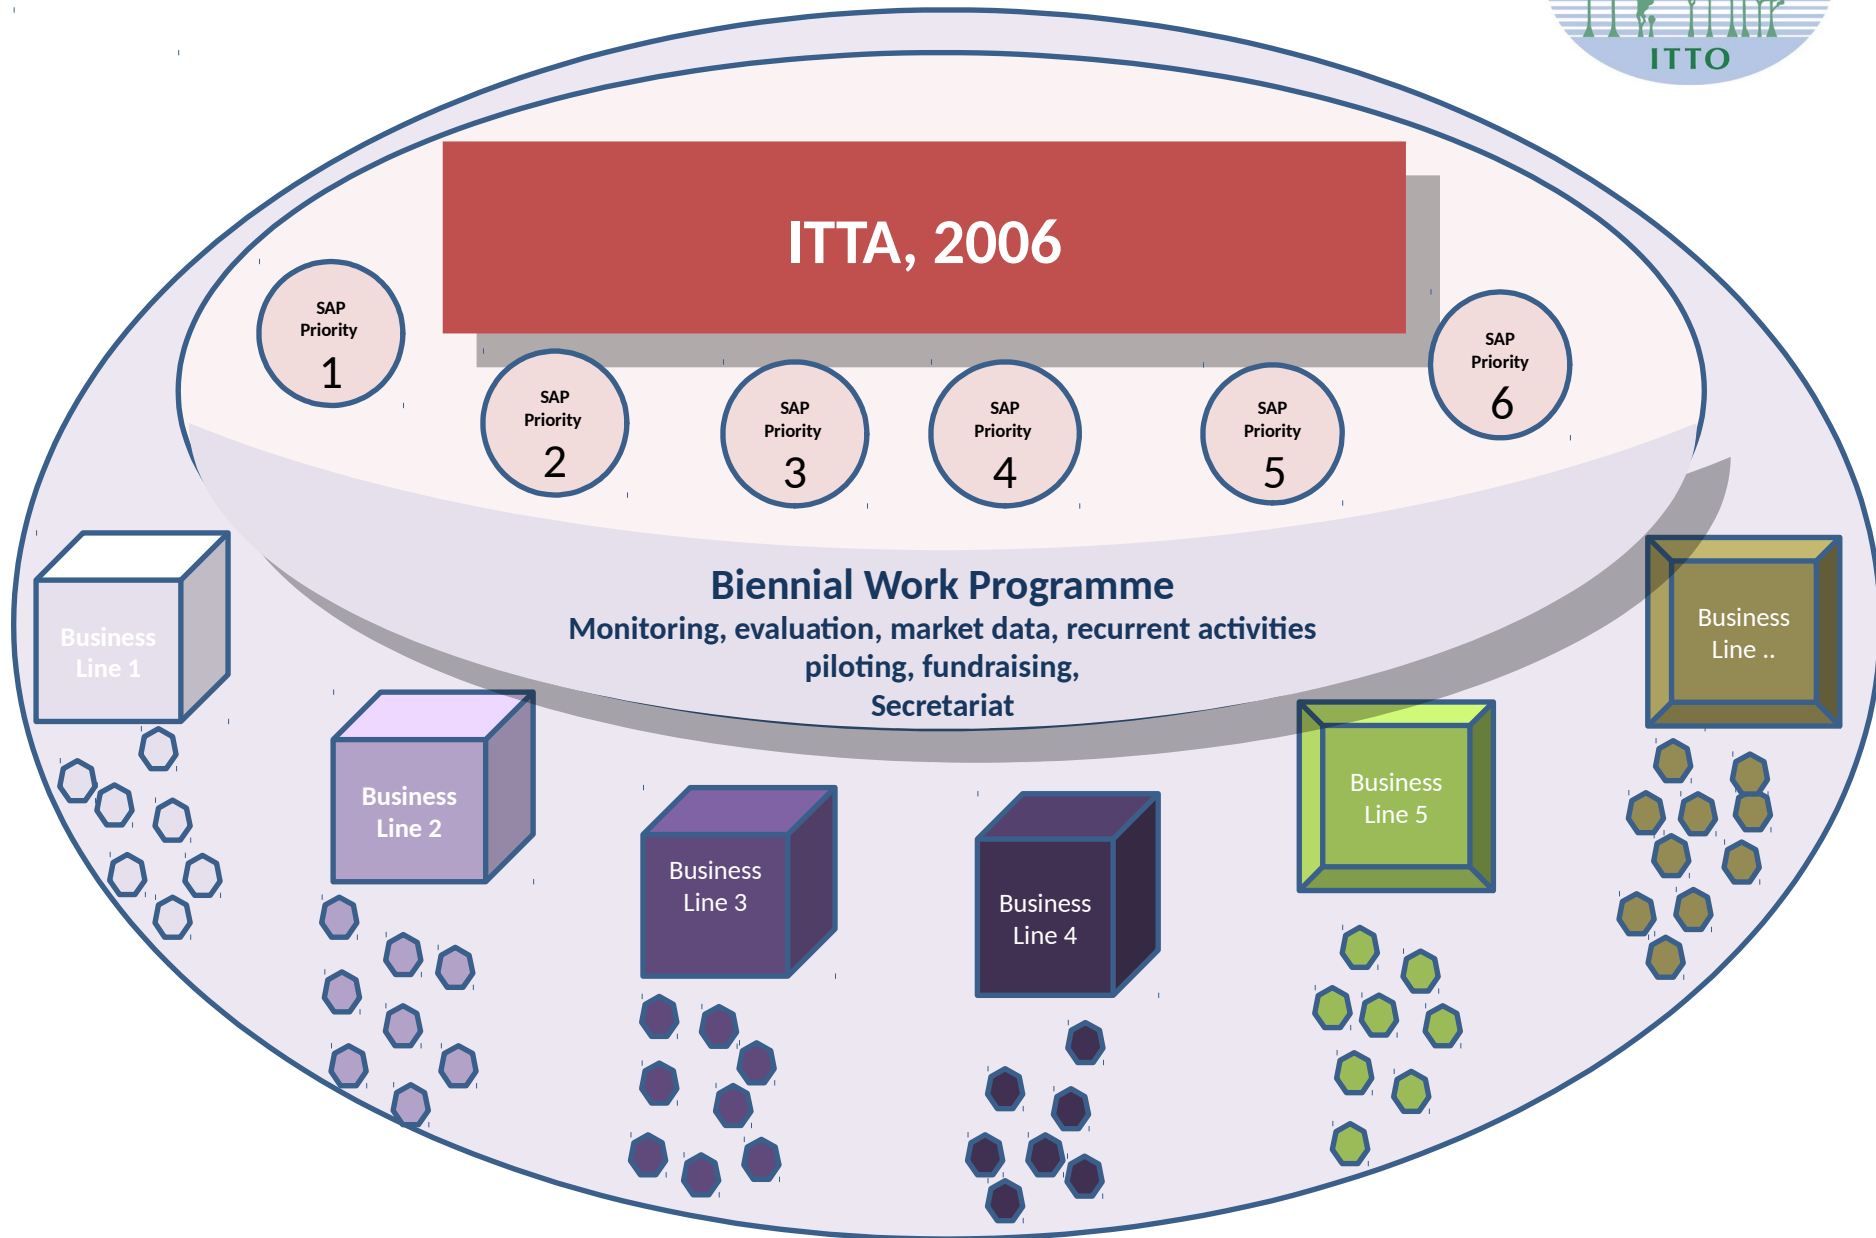 ITTO
ITTA, 2006
SAP
Priority
1
SAP
Priority
2
SAP
Priority
3
SAP
Priority
4
SAP
Priority
5
SAP
Priority
6
Biennial Work Programme
Monitoring, evaluation, market data, recurrent activities
piloting, fundraising,
Secretariat
Business
Line 1
Business
Line 2
Business
Line 3
Business
Line 4
Business
Line 5
Business
Line ..